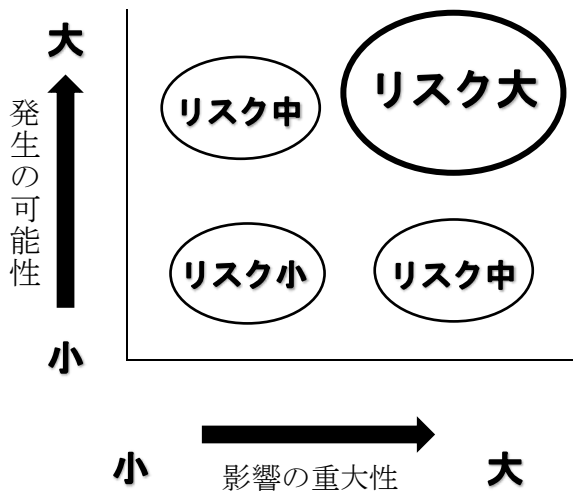 大
発生の可能性
小
リスク中
リスク大
リスク小
リスク中
小
影響の重大性
大